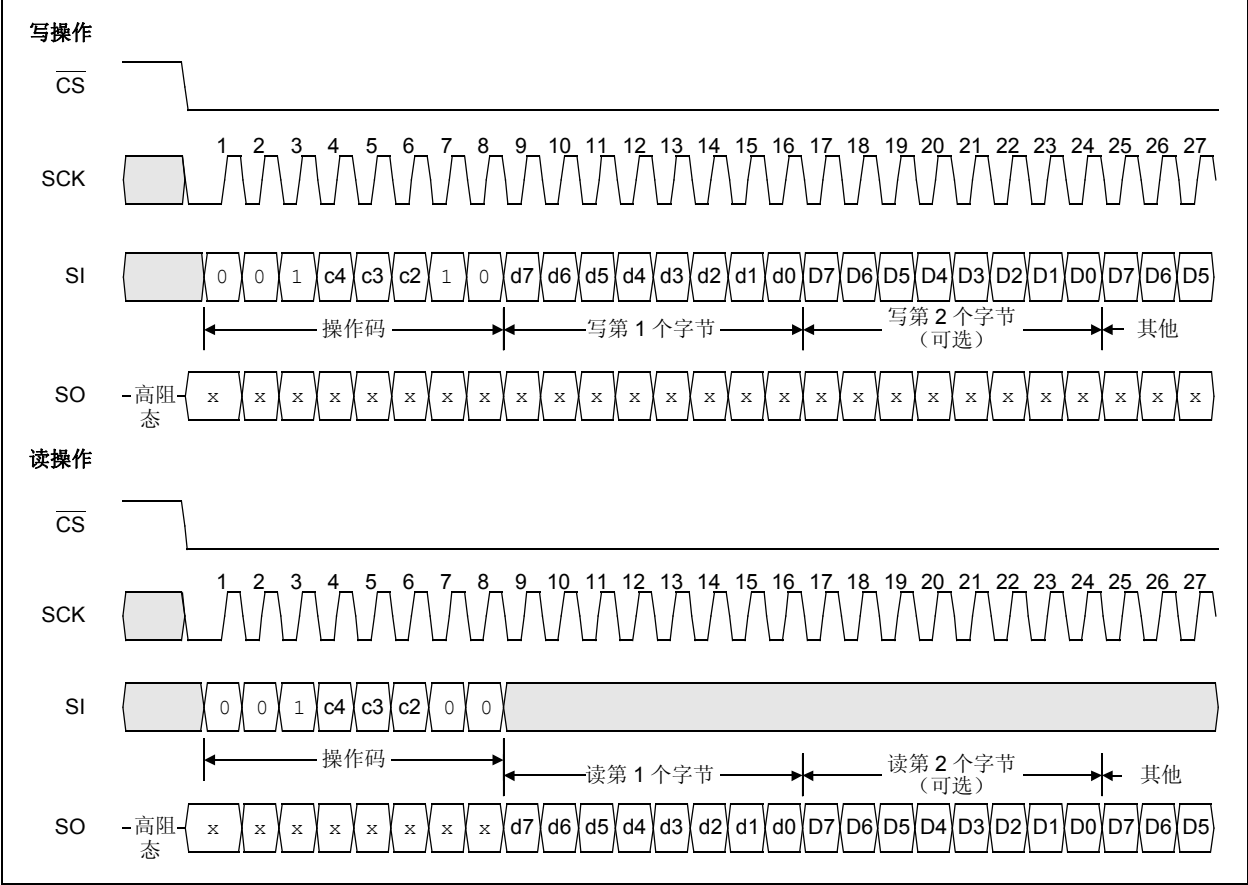 写操作
CS
1 2 3 4 5 6 7 8 9 10 11 12 13 14 15 16 17 18 19 20 21 22 23 24 25 26 27
SCK
SI 0 0 1 c4 c3 c2 1 0 d7 d6 d5 d4 d3 d2 d1 d0 D7 D6 D5 D4 D3 D2 D1 D0 D7 D6 D5
操作码 写第 1 个字节 写第 2 个字节 其他
（可选）
SO 高阻 x x x x x x x x x x x x x x x x x x x x x x x x x x
态
读操作
CS
1 2 3 4 5 6 7 8 9 10 11 12 13 14 15 16 17 18 19 20 21 22 23 24 25 26 27
SCK
SI 0 0 1 c4 c3 c2 0 0
操作码 读第 1 个字节 读第 2 个字节 其他
（可选）
SO 高阻 x x x x x x x d7 d6 d5 d4 d3 d2 d1 d0 D7 D6 D5 D4 D3 D2 D1 D0 D7 D6 D5
态